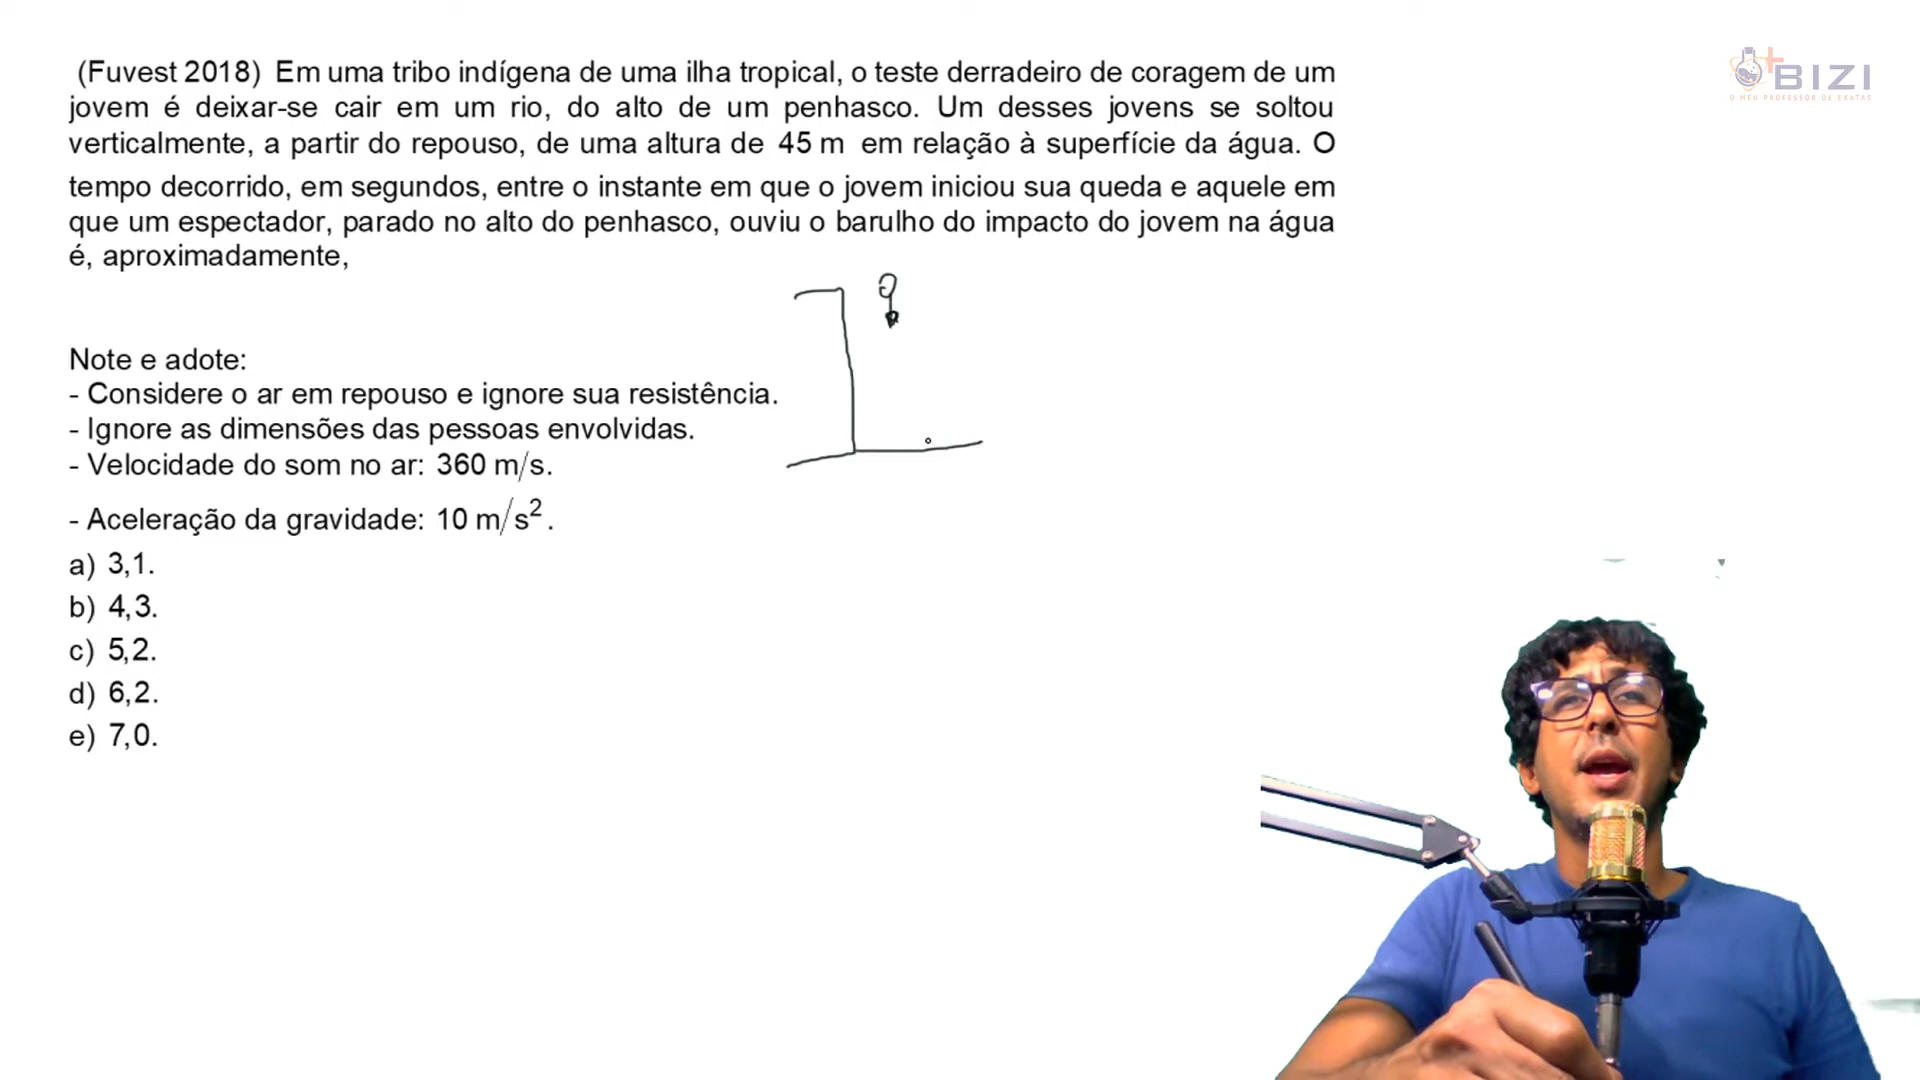 (Fuvest 2018) Em uma tribo indígena de uma ilha tropical, o teste derradeiro de coragem de um
jovem é deixar-se cair em um rio, do alto de um penhasco. Um desses jovens se soltou
verticalmente, a partir do repouso, de uma altura de 45 m em relação à superfície da água. O
tempo decorrido, em segundos, entre o instante em que o jovem iniciou sua queda e aquele em
que um espectador, parado no alto do penhasco, ouviu o barulho do impacto do jovem na água
é, aproximadamente,
Note e adote:
- Considere o ar em repouso e ignore sua resistência.
- Ignore as dimensões das pessoas envolvidas.
- Velocidade do som no ar: 360 m/s.
- Aceleração da gravidade: 10 m/s².
a) 3,1.
b) 4,3.
c) 5,2.
d) 6,2.
e) 7,0.
+BIZI
O MEU PROFESSOR DE EXATAS